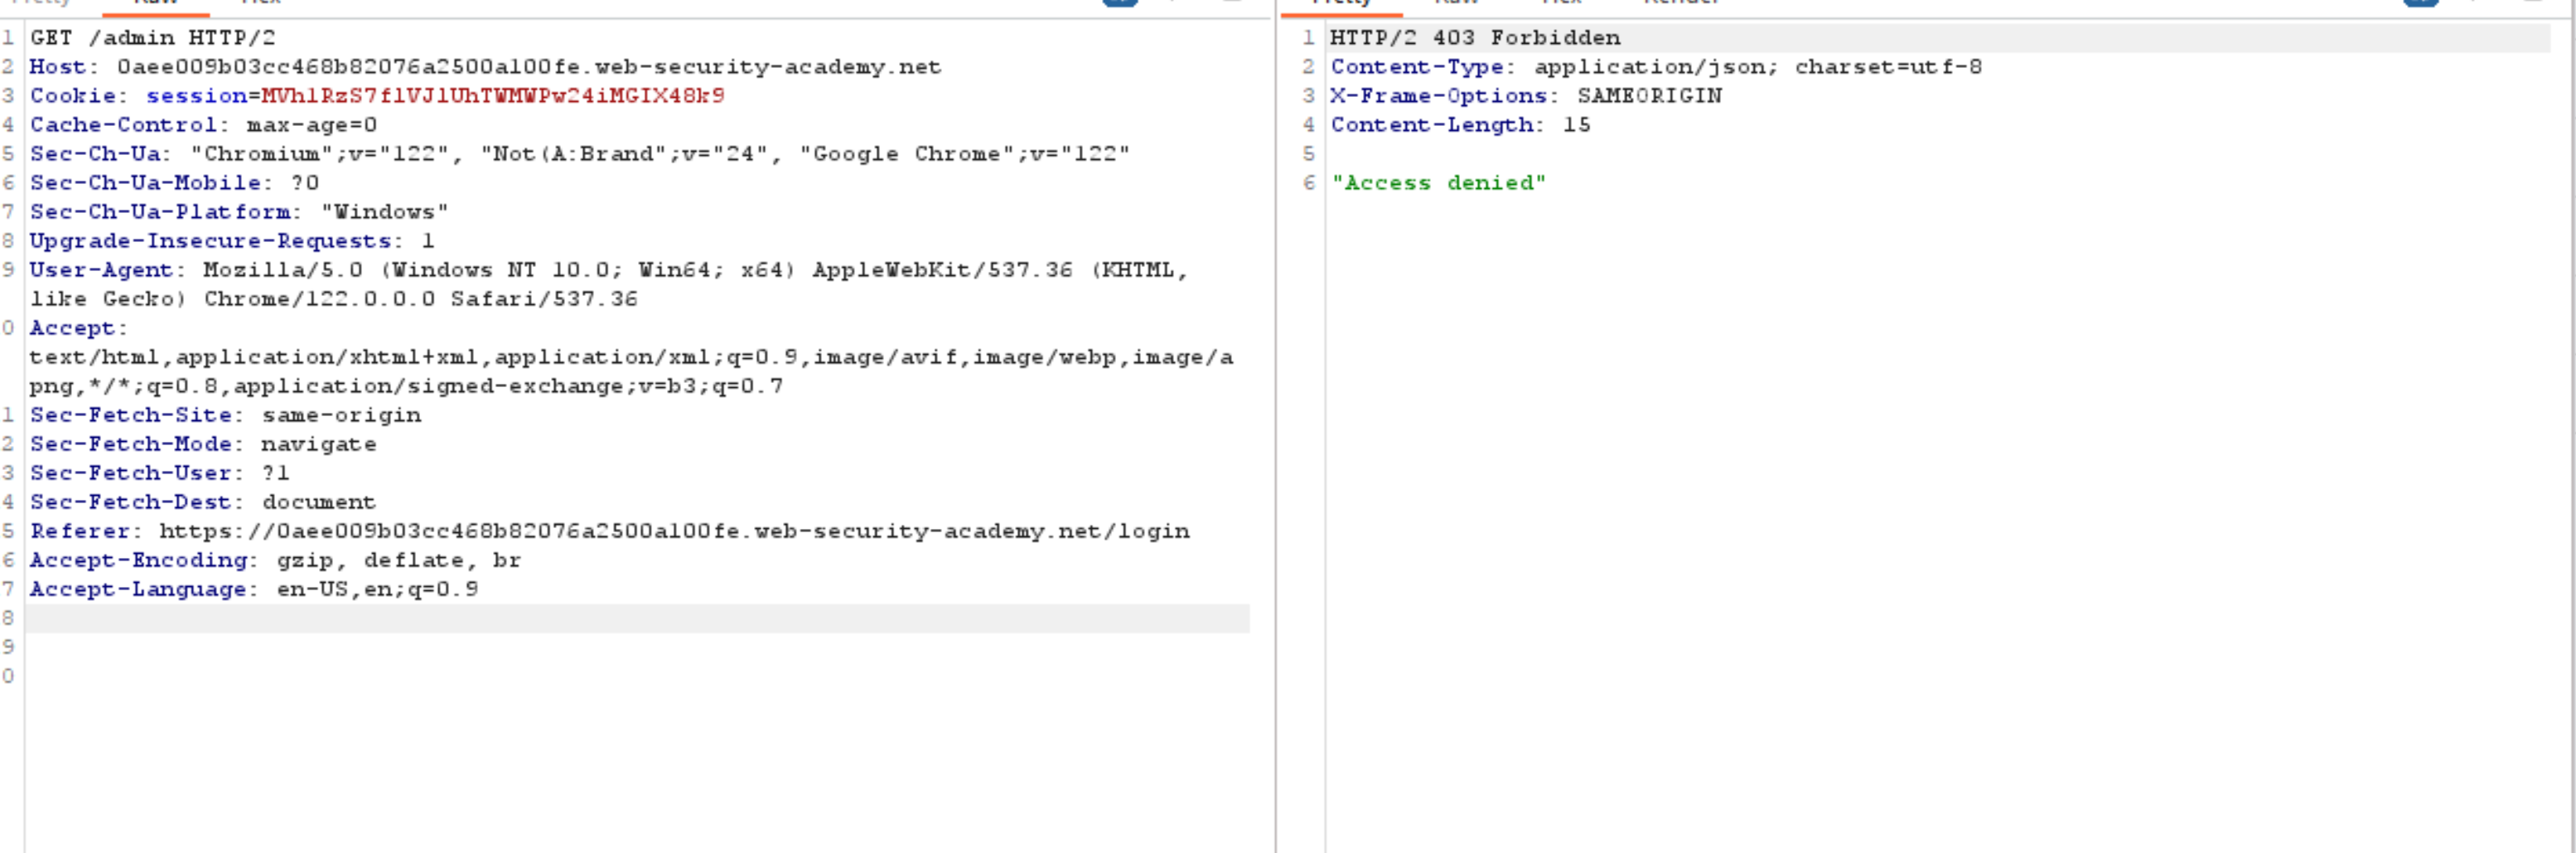 1 GET /admin HTTP/2
2 Host: 0aee009b03cc468b82076a2500a100fe.web-security-academy.net
3 Cookie: session=MVh1RzS7f1VJ1UhTWMWPw24iMGIX48k9
4 Cache-Control: max-age=0
5 Sec-Ch-Ua: "Chromium";v="122", "Not(A:Brand";v="24", "Google Chrome";v="122"
6 Sec-Ch-Ua-Mobile: ?0
7 Sec-Ch-Ua-Platform: "Windows"
8 Upgrade-Insecure-Requests: 1
9 User-Agent: Mozilla/5.0 (Windows NT 10.0; Win64; x64) AppleWebKit/537.36 (KHTML,
like Gecko) Chrome/122.0.0.0 Safari/537.36
0 Accept:
text/html,application/xhtml+xml,application/xml;q=0.9,image/avif,image/webp,image/a
png,*/*;q=0.8,application/signed-exchange;v=b3;q=0.7
1 Sec-Fetch-Site: same-origin
2 Sec-Fetch-Mode: navigate
3 Sec-Fetch-User: ?1
4 Sec-Fetch-Dest: document
5 Referer: https://0aee009b03cc468b82076a2500a100fe.web-security-academy.net/login
6 Accept-Encoding: gzip, deflate, br
7 Accept-Language: en-US,en;q=0.9
8
9
0
1 HTTP/2 403 Forbidden
2 Content-Type: application/json; charset=utf-8
3 X-Frame-Options: SAMEORIGIN
4 Content-Length: 15
5
6 "Access denied"